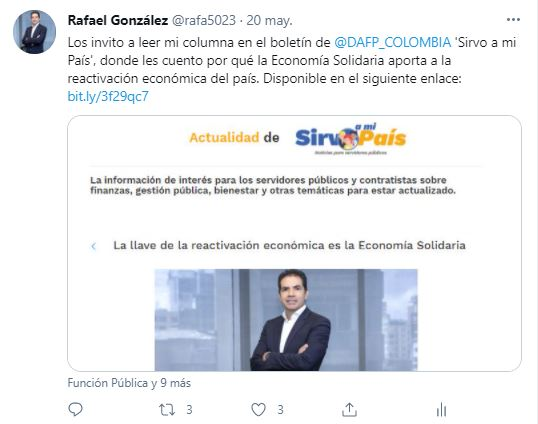 Rafael González @rafa5023 · 20 may.
Los invito a leer mi columna en el boletín de @DAFP_COLOMBIA 'Sirvo a mi
País', donde les cuento por qué la Economía Solidaria aporta a la
reactivación económica del país. Disponible en el siguiente enlace:
bit.ly/3f29qc7
Actualidad de Sirvo a mi País
Noticias para servidores públicos
La información de interés para los servidores públicos y contratistas sobre
finanzas, gestión pública, bienestar y otras temáticas para estar actualizado.
< La llave de la reactivación económica es la Economía Solidaria
Función Pública y 9 más
3 3